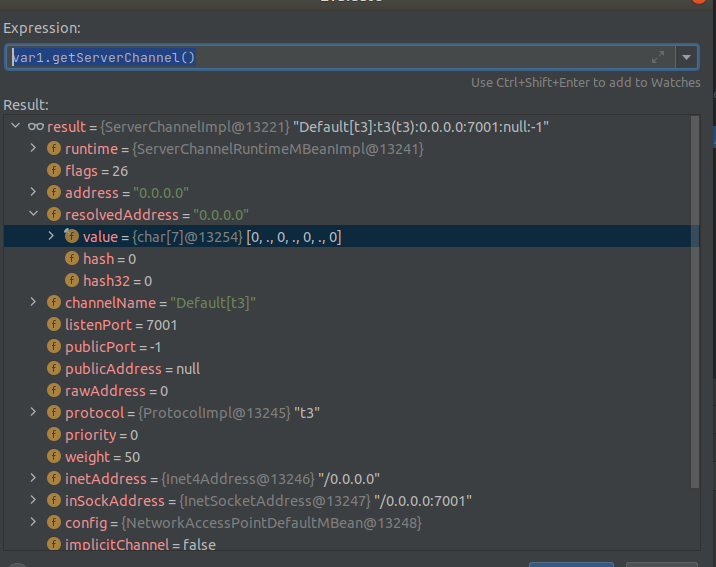 Expression:
var1.getServerChannel()
Use Ctrl+Shift+Enter to add to Watches
Result:
result = {ServerChannelImpl@13221} "Default[t3]:t3(t3):0.0.0.0:7001:null:-1"
runtime = {ServerChannelRuntimeMBeanImpl@13241}
flags = 26
address = "0.0.0.0"
resolvedAddress = "0.0.0.0"
value = {char[7]@13254} [0, ., 0, ., 0, ., 0]
hash = 0
hash32 = 0
channelName = "Default[t3]"
listenPort = 7001
publicPort = -1
publicAddress = null
rawAddress = 0
protocol = {ProtocolImpl@13245} "t3"
priority = 0
weight = 50
inetAddress = {Inet4Address@13246} "/0.0.0.0"
inSockAddress = {InetSocketAddress@13247} "/0.0.0.0:7001"
config = {NetworkAccessPointDefaultMBean@13248}
implicitChannel = false